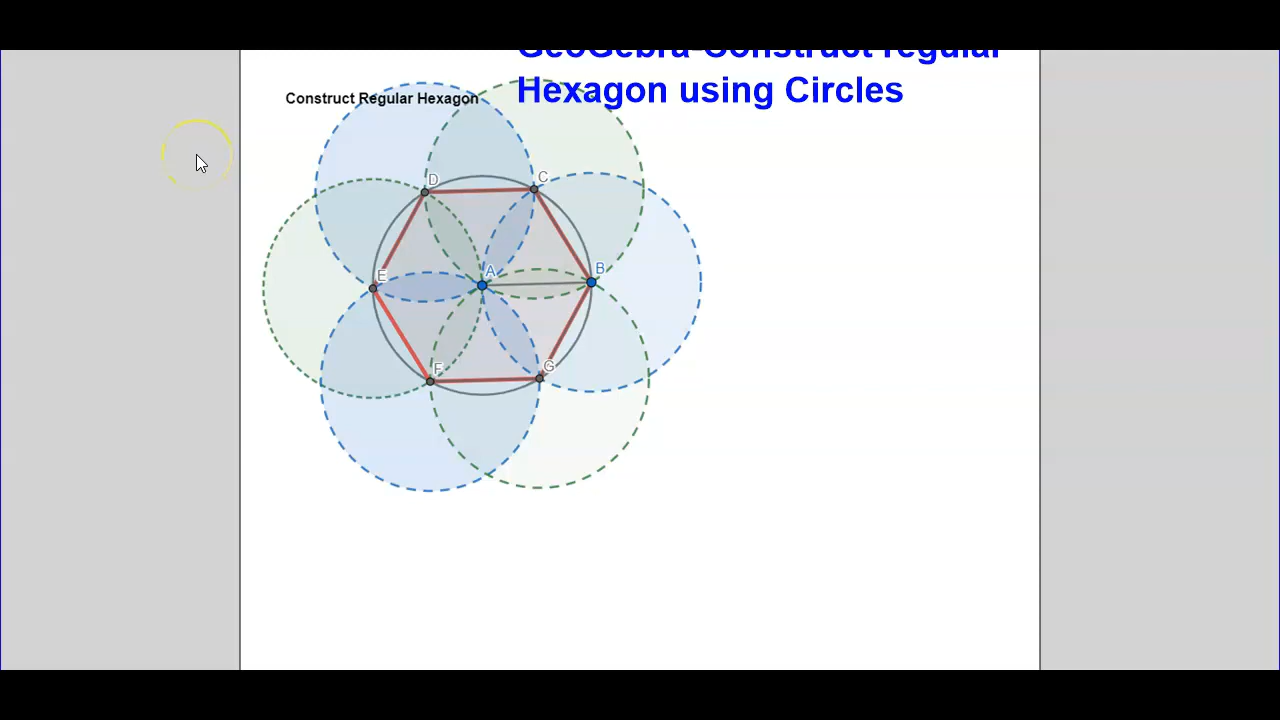 GeoGebra Construct regular
Hexagon using Circles
Construct Regular Hexagon
D
C
E
A
B
F
G